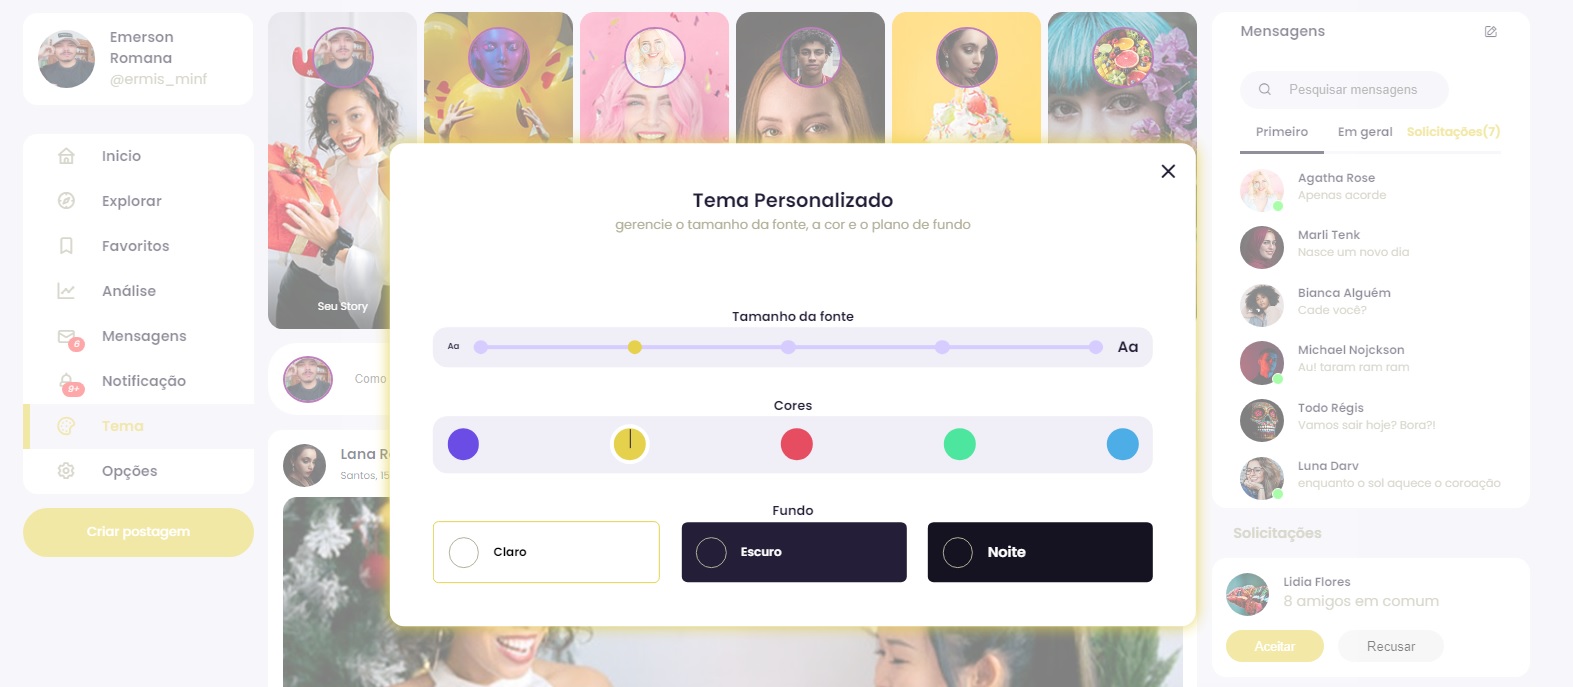 Emerson
Romana
@ermis_minf
Inicio
Explorar
Favoritos
Análise
Mensagens
6
Notificação
9+
Tema
Opções
Criar postagem
Seu Story
Como
Lana R
Santos, 15
Tema Personalizado
gerencie o tamanho da fonte, a cor e o plano de fundo
Tamanho da fonte
Aa
Aa
Cores
Fundo
Claro
Escuro
Noite
Mensagens
Pesquisar mensagens
Primeiro
Em geral
Solicitações(7)
Agatha Rose
Apenas acorde
Marli Tenk
Nasce um novo dia
Bianca Alguém
Cade você?
Michael Nojckson
Au! taram ram ram
Todo Régis
Vamos sair hoje? Bora?!
Luna Darv
enquanto o sol aquece o coroação
Solicitações
Lidia Flores
8 amigos em comum
Aceitar
Recusar